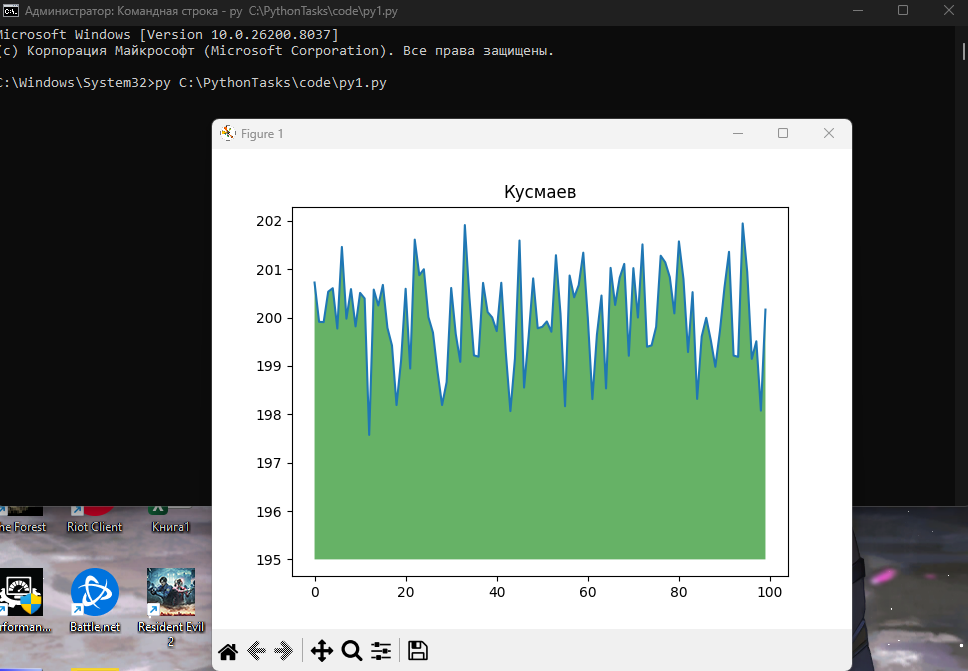 Администратор: Командная строка - py C:\PythonTasks\code\py1.py
Microsoft Windows [Version 10.0.26200.8037]
(c) Корпорация Майкрософт (Microsoft Corporation). Все права защищены.
C:\Windows\System32>py C:\PythonTasks\code\py1.py
Figure 1
Кусмаев
202
201
200
199
198
197
196
195
0 20 40 60 80 100
he Forest Riot Client Книга1
rforman... Battle.net Resident Evil
2